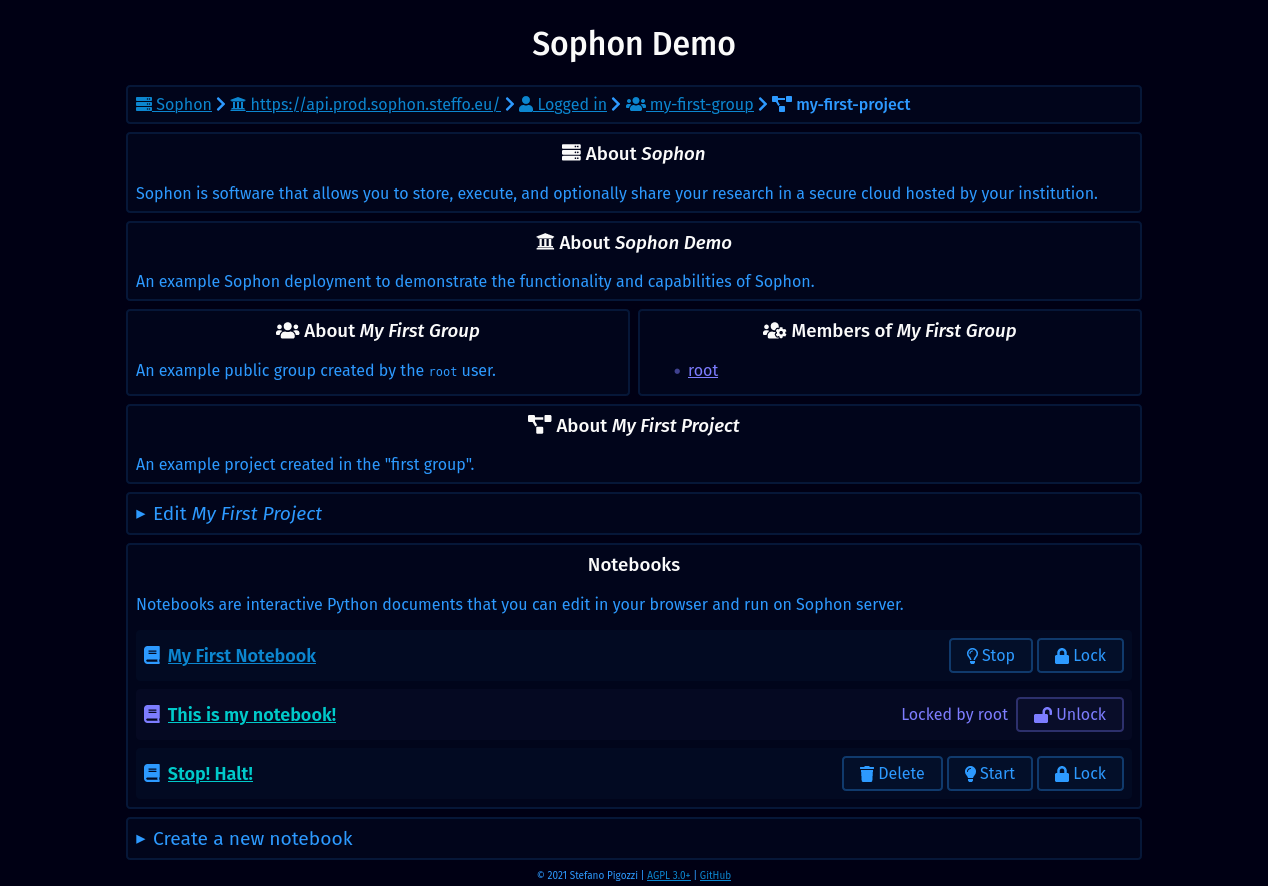 Sophon Demo
Sophon https://api.prod.sophon.steffo.eu/ Logged in my-first-group my-first-project
About Sophon
Sophon is software that allows you to store, execute, and optionally share your research in a secure cloud hosted by your institution.
About Sophon Demo
An example Sophon deployment to demonstrate the functionality and capabilities of Sophon.
About My First Group
An example public group created by the root user.
Members of My First Group
• root
About My First Project
An example project created in the "first group".
▸ Edit My First Project
Notebooks
Notebooks are interactive Python documents that you can edit in your browser and run on Sophon server.
My First Notebook Stop Lock
This is my notebook! Locked by root Unlock
Stop! Halt! Delete Start Lock
▸ Create a new notebook
© 2021 Stefano Pigozzi | AGPL 3.0+ | GitHub